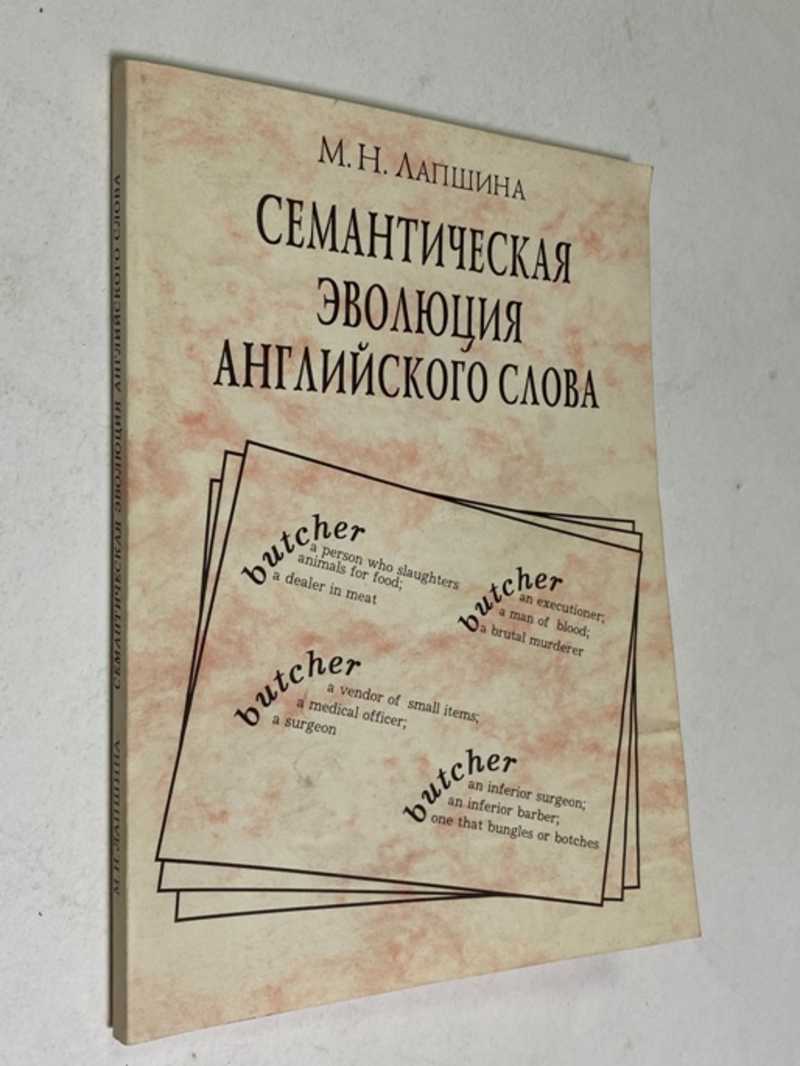 М. Н. ЛАПШИНА
СЕМАНТИЧЕСКАЯ
ЭВОЛЮЦИЯ
АНГЛИЙСКОГО СЛОВА
butcher
a person who slaughters
animals for food;
a dealer in meat
butcher
an executioner;
a man of blood;
a brutal murderer
butcher
a vendor of small items;
a medical officer;
a surgeon
butcher
an inferior surgeon;
an inferior barber;
one that bungles or botches
М. Н. ЛАПШИНА СЕМАНТИЧЕСКАЯ ЭВОЛЮЦИЯ АНГЛИЙСКОГО СЛОВА